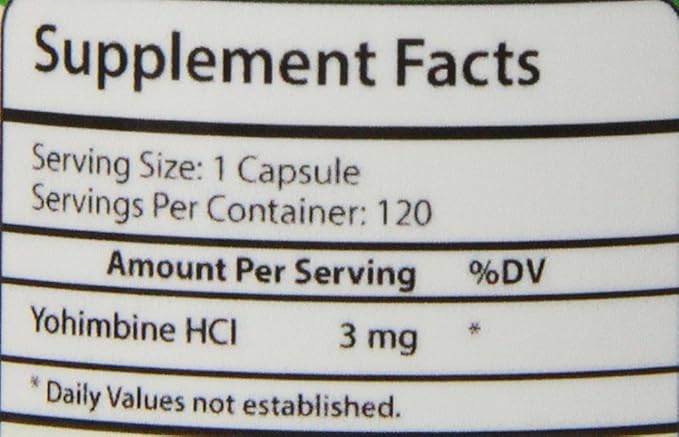 Supplement Facts
Serving Size: 1 Capsule
Servings Per Container: 120
Amount Per Serving %DV
Yohimbine HCl 3 mg *
* Daily Values not established.